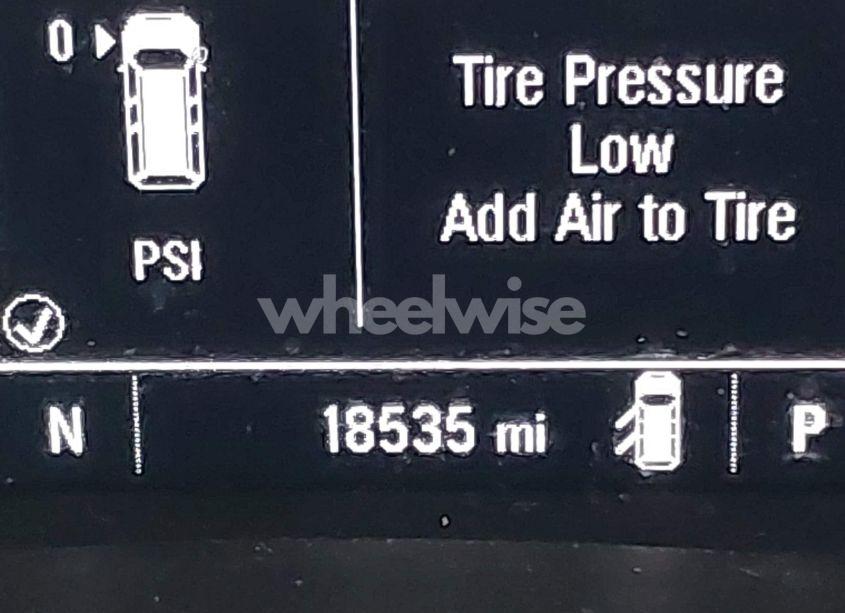 0
Tire Pressure
Low
Add Air to Tire
PSI
wheelwise
N 18535 mi P